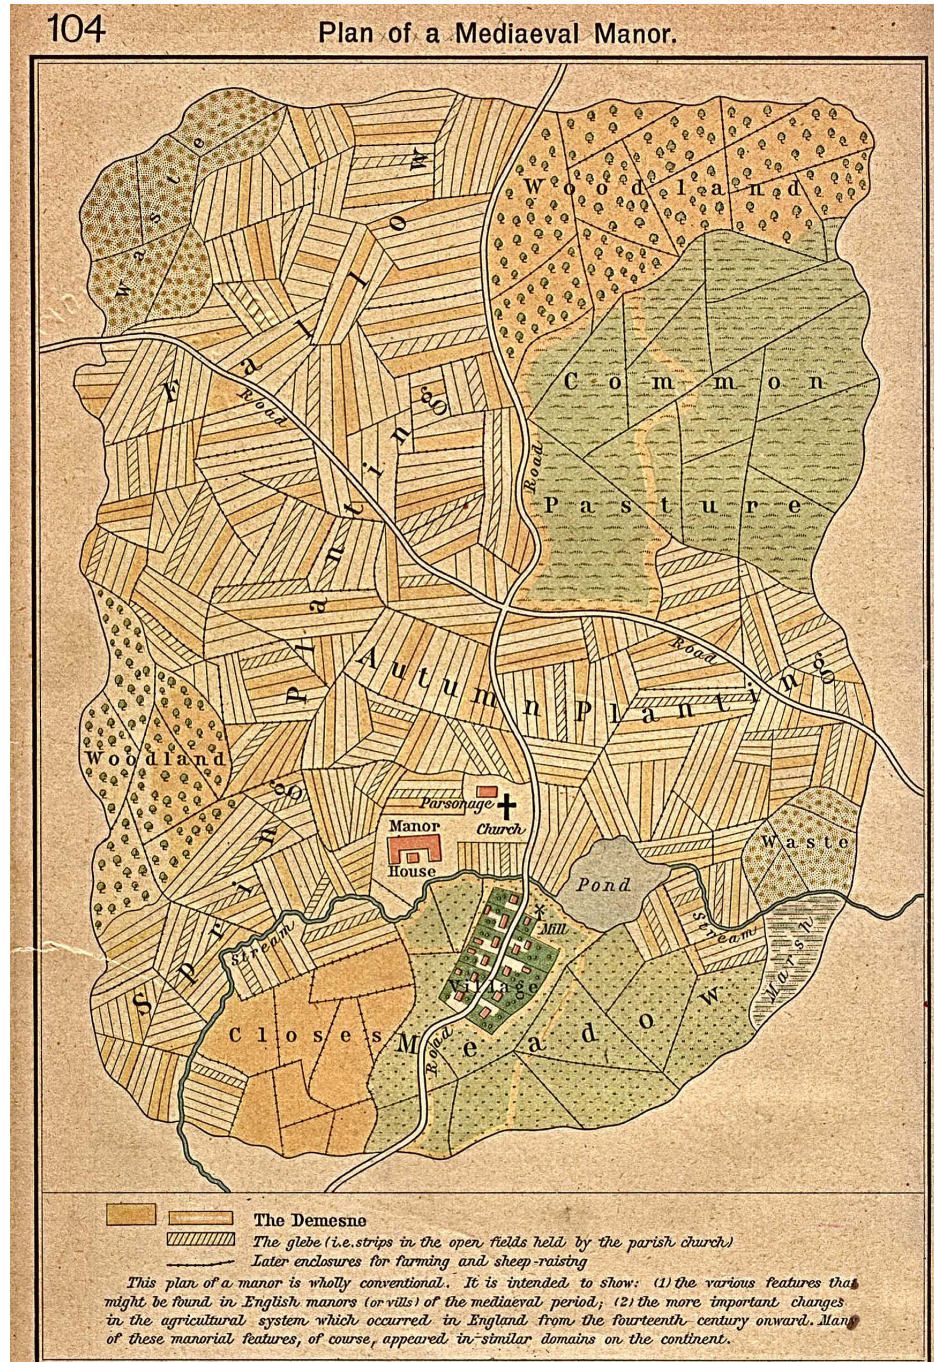 104
Plan of a Mediaeval Manor.
Waste
Fallow
Woodland
Common
Pasture
Road
Road
Road
Spring Planting
Autumn Planting
Woodland
Parsonage
Church
Manor
House
Waste
Pond
Mill
Stream
Stream
Marsh
Village
Closes
Meadow
Road
The Demesne
The glebe (i.e. strips in the open fields held by the parish church)
Later enclosures for farming and sheep-raising
This plan of a manor is wholly conventional. It is intended to show: (1) the various features that
might be found in English manors (or vills) of the mediaeval period; (2) the more important changes
in the agricultural system which occurred in England from the fourteenth century onward. Many
of these manorial features, of course, appeared in similar domains on the continent.